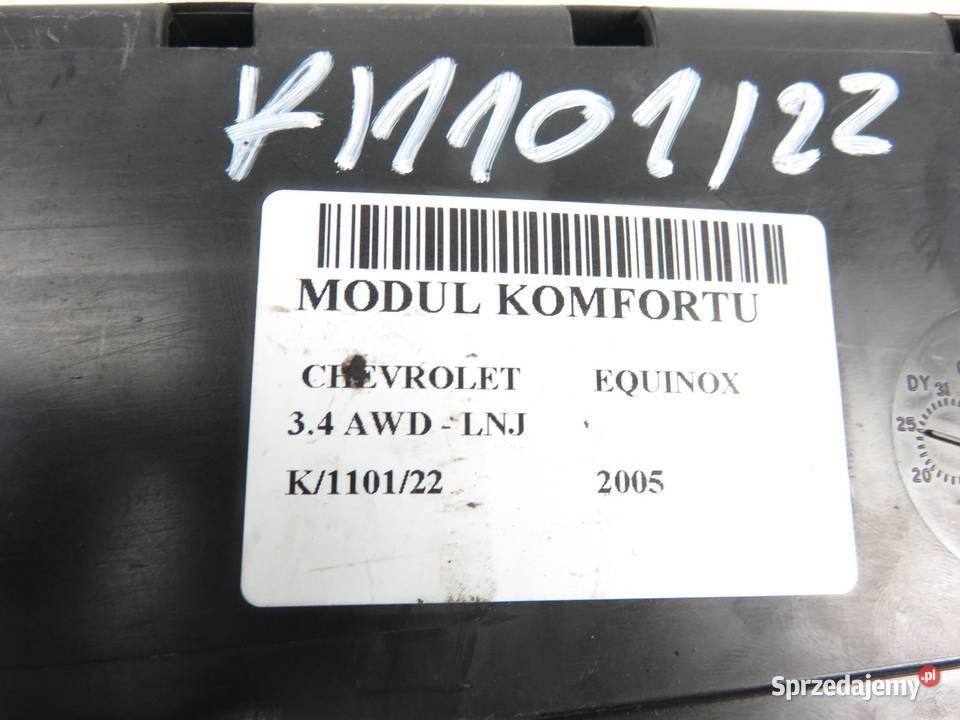 K/1101/22
MODUL KOMFORTU
CHEVROLET EQUINOX
3.4 AWD - LNJ
K/1101/22 2005
DY 31
25
20
Sprzedajemy.pl